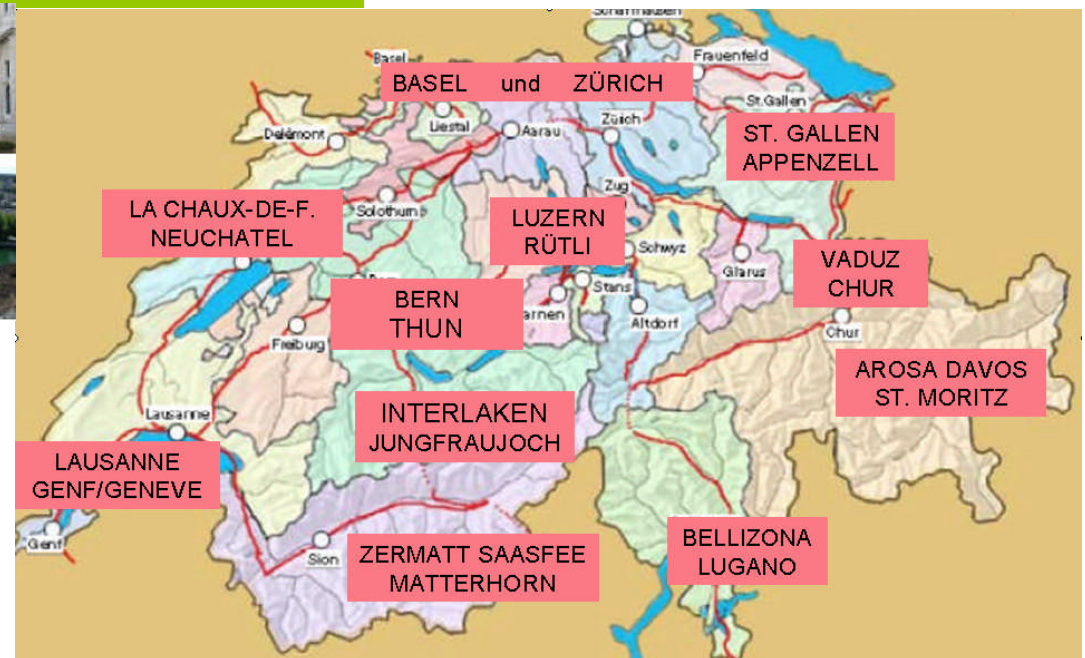 Schaffhausen
Basel
Frauenfeld
BASEL und ZÜRICH
St.Gallen
Liestal
Aarau
Zürich
Delémont
ST. GALLEN
APPENZELL
Zug
LA CHAUX-DE-F.
NEUCHATEL
Solothurn
LUZERN
RÜTLI
Schwyz
Glarus
VADUZ
CHUR
Stans
BERN
THUN
arnen
Altdorf
Freiburg
Chur
AROSA DAVOS
ST. MORITZ
INTERLAKEN
JUNGFRAUJOCH
Lausanne
LAUSANNE
GENF/GENEVE
Genf
Sion
ZERMATT SAASFEE
MATTERHORN
BELLIZONA
LUGANO